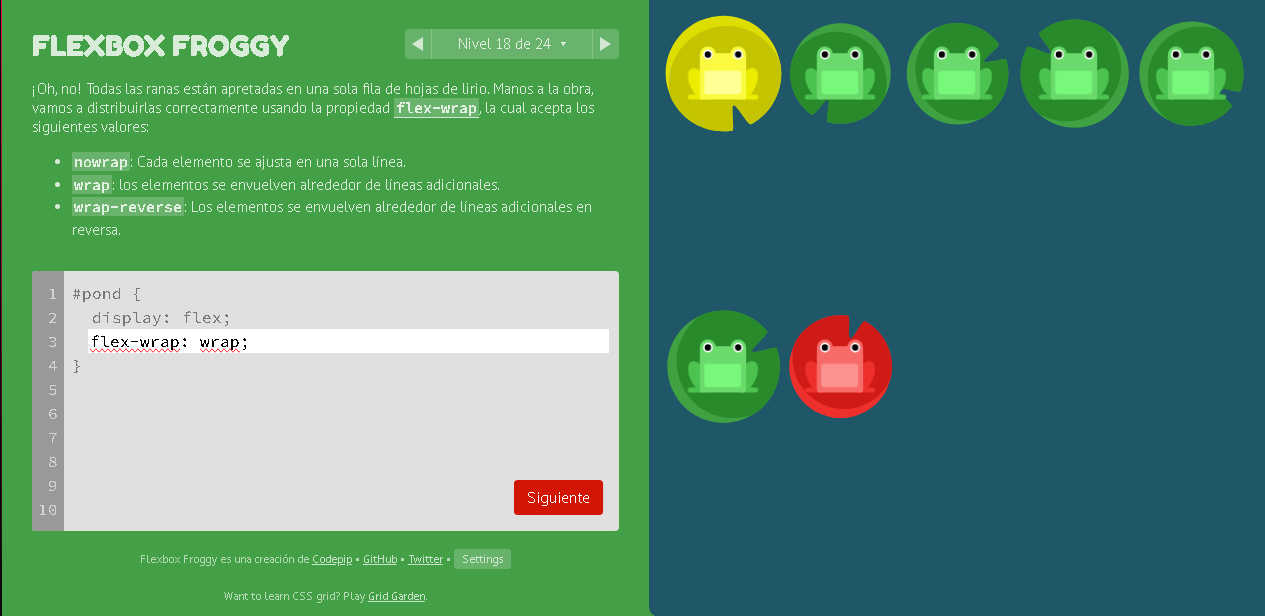 FLEXBOX FROGGY
Nivel 18 de 24
¡Oh, no! Todas las ranas están apretadas en una sola fila de hojas de lirio. Manos a la obra,
vamos a distribuirlas correctamente usando la propiedad flex-wrap, la cual acepta los
siguientes valores:
nowrap: Cada elemento se ajusta en una sola línea.
wrap: los elementos se envuelven alrededor de líneas adicionales.
wrap-reverse: Los elementos se envuelven alrededor de líneas adicionales en
reversa.
1 #pond {
2 display: flex;
3 flex-wrap: wrap;
4 }
5
6
7
8
9
10
Siguiente
Flexbox Froggy es una creación de Codepip • GitHub • Twitter • Settings
Want to learn CSS grid? Play Grid Garden.